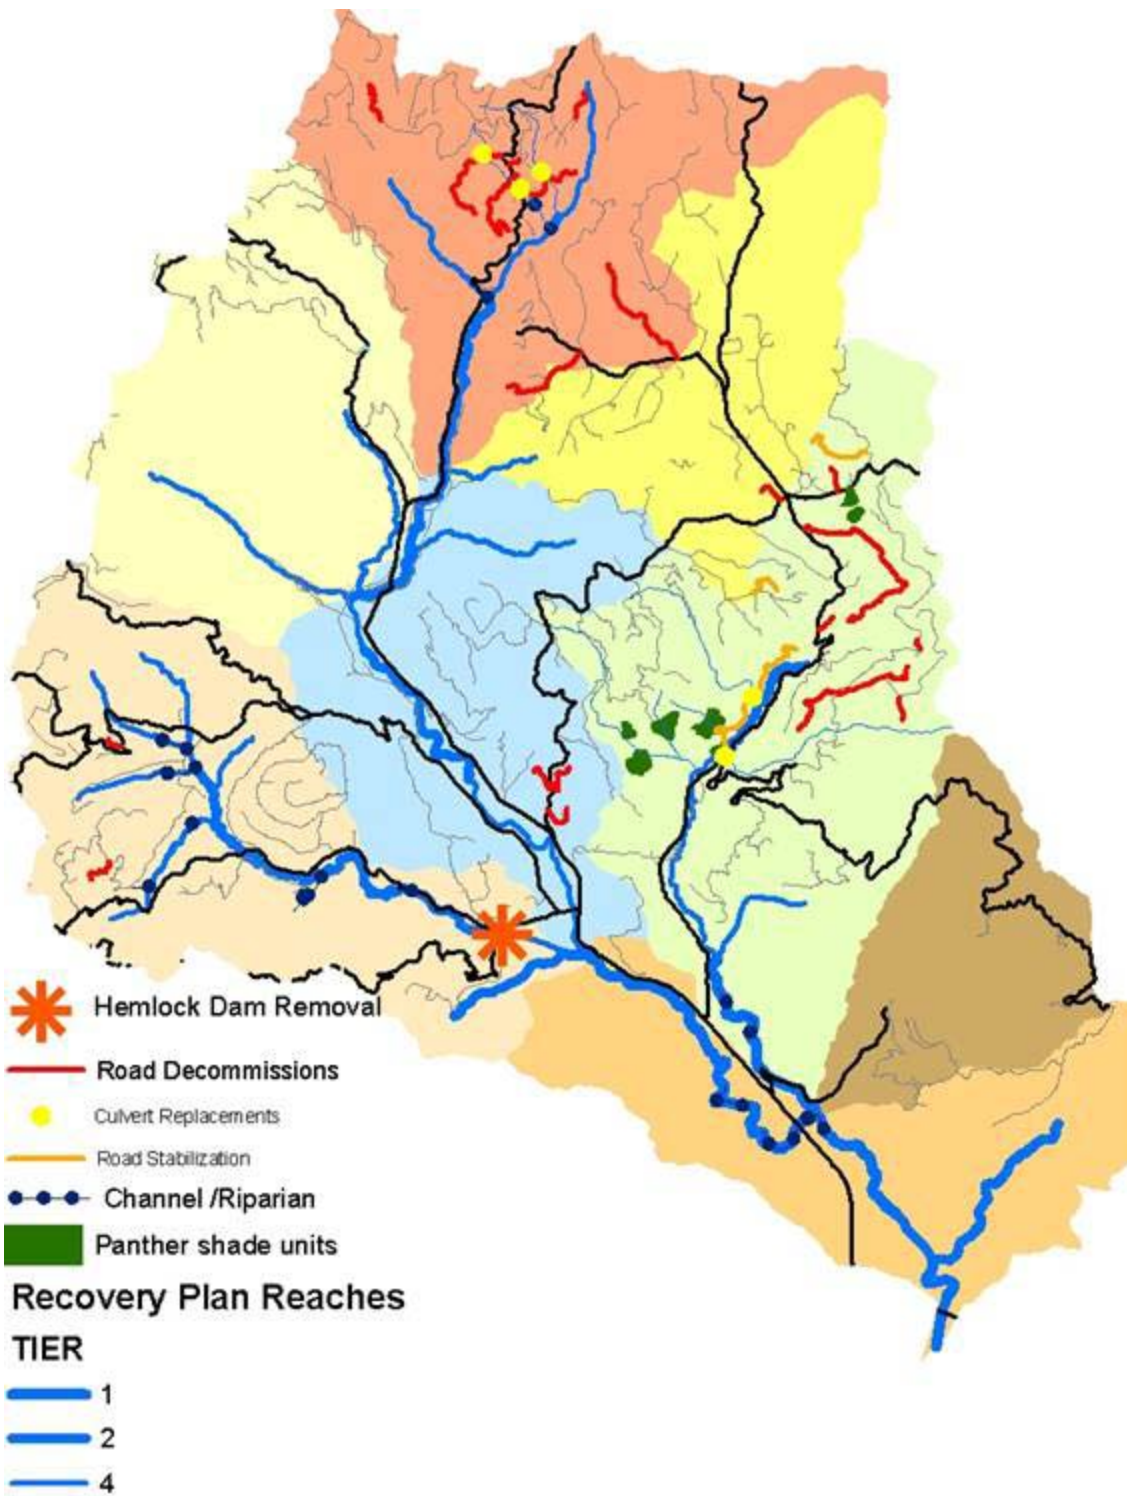 Hemlock Dam Removal
Road Decommissions
Culvert Replacements
Road Stabilization
Channel /Riparian
Panther shade units
Recovery Plan Reaches
TIER
1
2
4